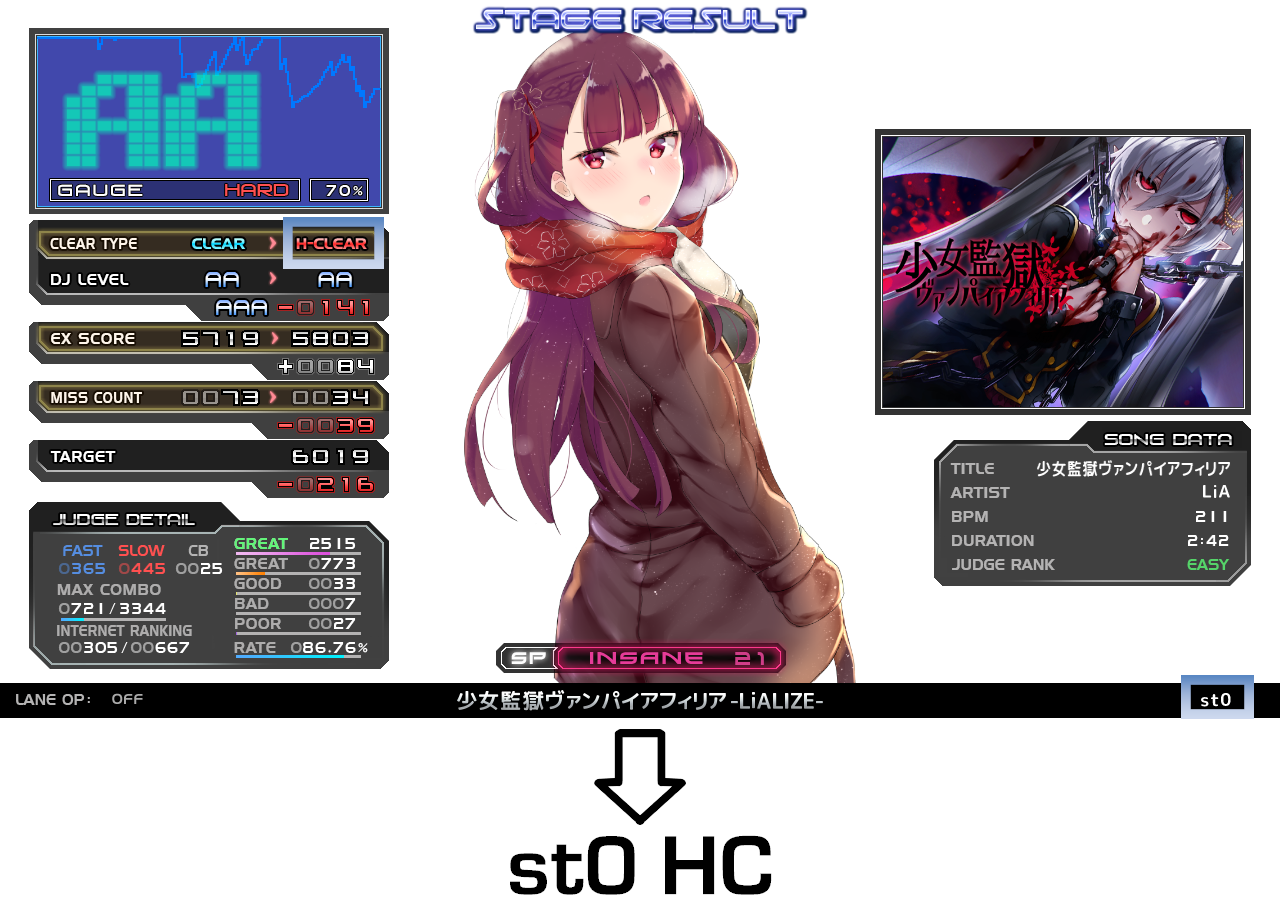 STAGE RESULT
AA
GAUGE HARD 70%
CLEAR TYPE CLEAR H-CLEAR
DJ LEVEL AA AA
AAA -0141
EX SCORE 5719 5803
+0084
MISS COUNT 0073 0034
-0039
TARGET 6019
-0216
JUDGE DETAIL
FAST SLOW CB
0365 0445 0025
MAX COMBO
0721/3344
INTERNET RANKING
00305/00667
GREAT 2515
GREAT 0773
GOOD 0033
BAD 0007
POOR 0027
RATE 086.76%
SP INSANE 21
少女監獄
ヴァンパイアフィリア
SONG DATA
TITLE 少女監獄ヴァンパイアフィリア
ARTIST LiA
BPM 211
DURATION 2:42
JUDGE RANK EASY
LANE OP: OFF
少女監獄ヴァンパイアフィリア -LiALIZE-
st0
st0 HC